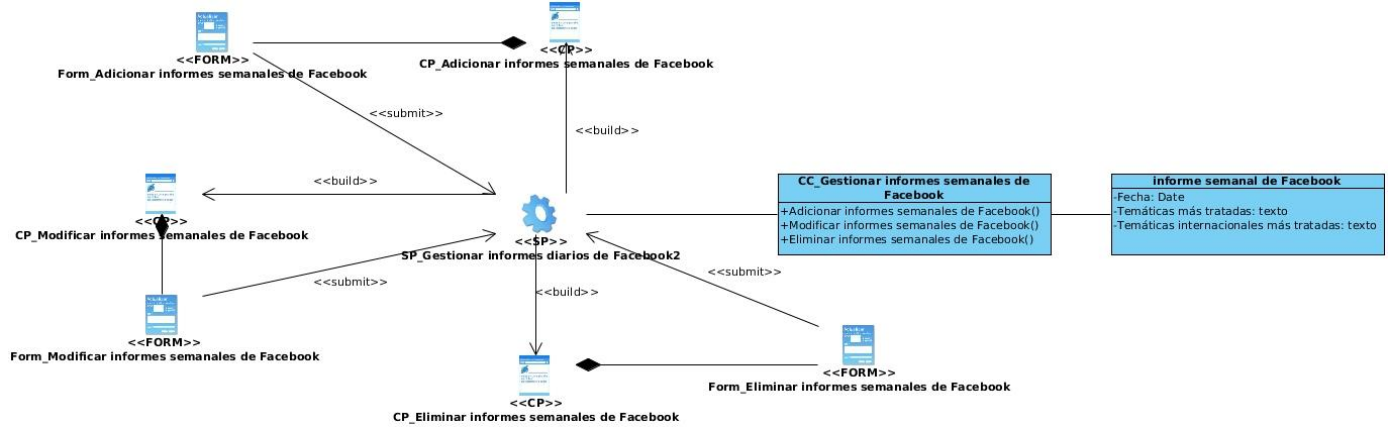 <<FORM>>
Form_Adicionar informes semanales de Facebook
<<CP>>
CP_Adicionar informes semanales de Facebook
<<submit>>
<<build>>
<<build>>
<<CP>>
CP_Modificar informes semanales de Facebook
<<SP>>
SP_Gestionar informes diarios de Facebook2
CC_Gestionar informes semanales de
Facebook
+Adicionar informes semanales de Facebook()
+Modificar informes semanales de Facebook()
+Eliminar informes semanales de Facebook()
informe semanal de Facebook
-Fecha: Date
-Temáticas más tratadas: texto
-Temáticas internacionales más tratadas: texto
<<submit>>
<<build>>
<<submit>>
<<FORM>>
Form_Modificar informes semanales de Facebook
<<CP>>
CP_Eliminar informes semanales de Facebook
<<FORM>>
Form_Eliminar informes semanales de Facebook